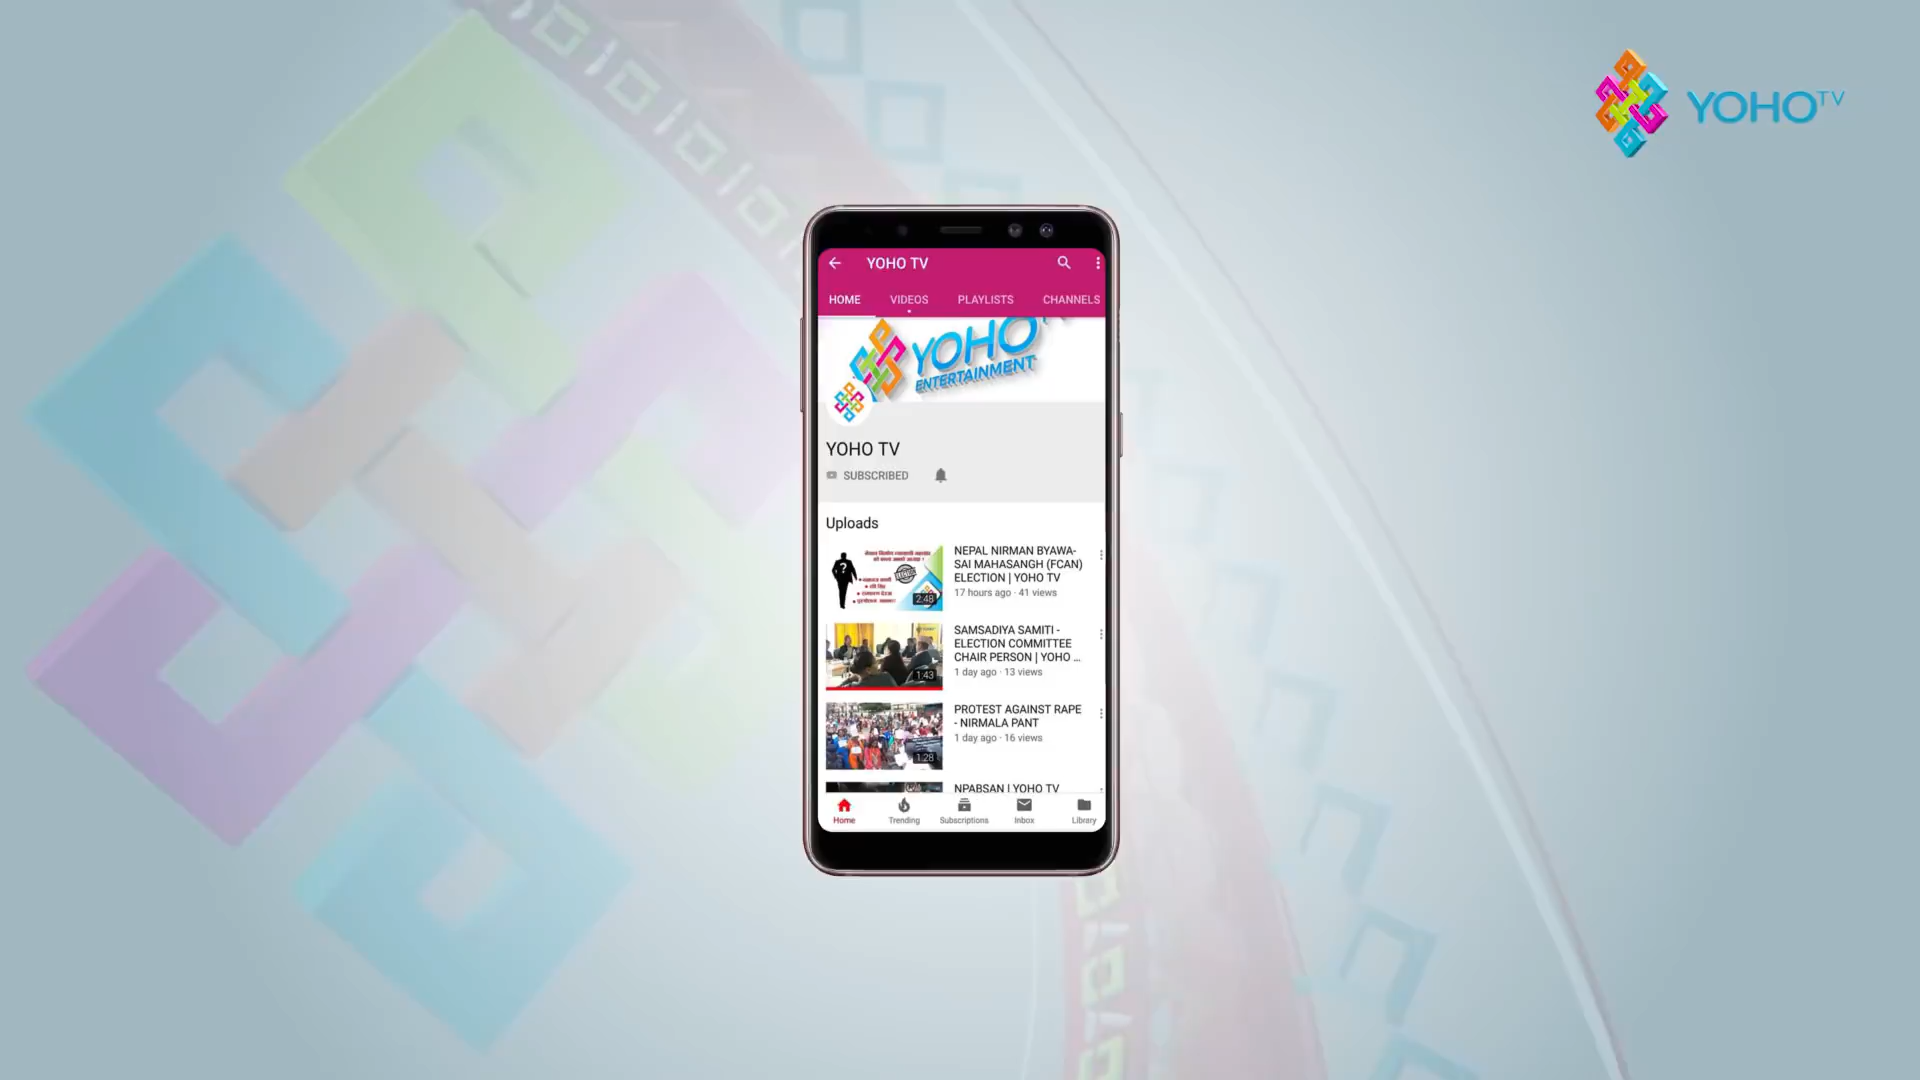 YOHO TV
YOHO TV
HOME VIDEOS PLAYLISTS CHANNELS
YOHO
ENTERTAINMENT
YOHO TV
SUBSCRIBED
Uploads
NEPAL NIRMAN BYAWA-
SAI MAHASANGH (FCAN)
ELECTION | YOHO TV
17 hours ago · 41 views
2:48
SAMSADIYA SAMITI -
ELECTION COMMITTEE
CHAIR PERSON | YOHO ...
1 day ago · 13 views
1:43
PROTEST AGAINST RAPE
- NIRMALA PANT
1 day ago · 16 views
1:28
NPABSAN | YOHO TV
Home Trending Subscriptions Inbox Library